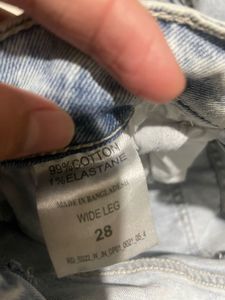 99%COTTON
1%ELASTANE
MADE IN BANGLADESH
WIDE LEG
28